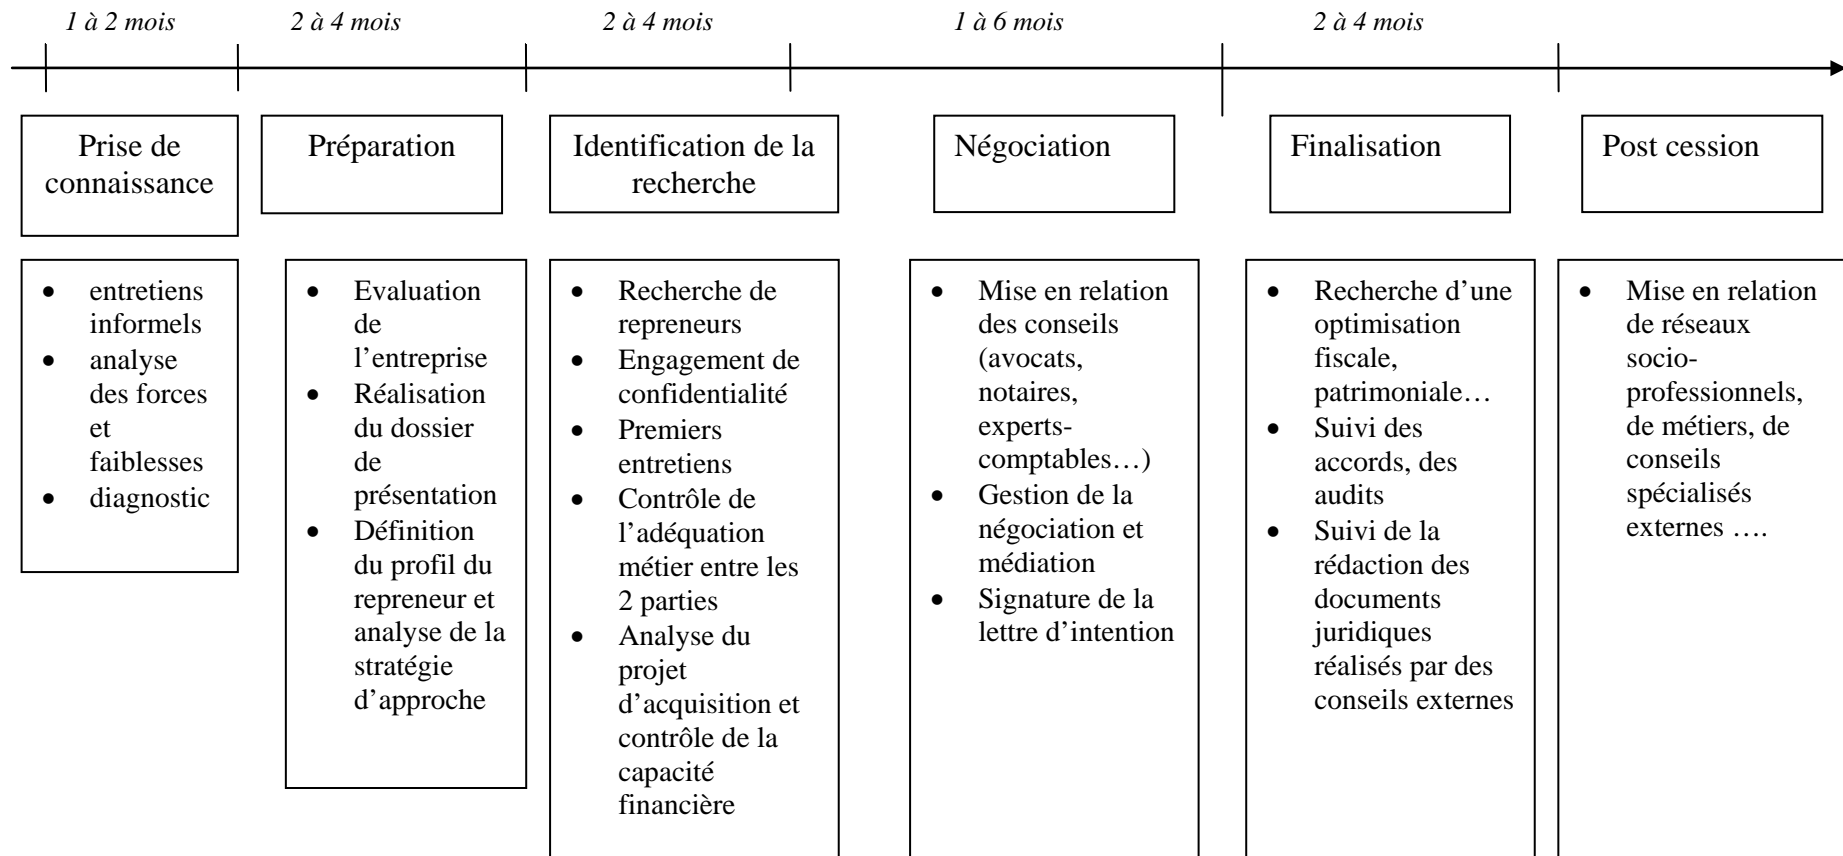 1 à 2 mois
2 à 4 mois
2 à 4 mois
1 à 6 mois
2 à 4 mois
Prise de
connaissance
Préparation
Identification de la
recherche
Négociation
Finalisation
Post cession
• entretiens
informels
• analyse
des forces
et
faiblesses
• diagnostic
• Evaluation
de
l’entreprise
• Réalisation
du dossier
de
présentation
• Définition
du profil du
repreneur et
analyse de la
stratégie
d’approche
• Recherche de
repreneurs
• Engagement de
confidentialité
• Premiers
entretiens
• Contrôle de
l’adéquation
métier entre les
2 parties
• Analyse du
projet
d’acquisition et
contrôle de la
capacité
financière
• Mise en relation
des conseils
(avocats,
notaires,
experts-
comptables…)
• Gestion de la
négociation et
médiation
• Signature de la
lettre d’intention
• Recherche d’une
optimisation
fiscale,
patrimoniale…
• Suivi des
accords, des
audits
• Suivi de la
rédaction des
documents
juridiques
réalisés par des
conseils externes
• Mise en relation
de réseaux
socio-
professionnels,
de métiers, de
conseils
spécialisés
externes ….